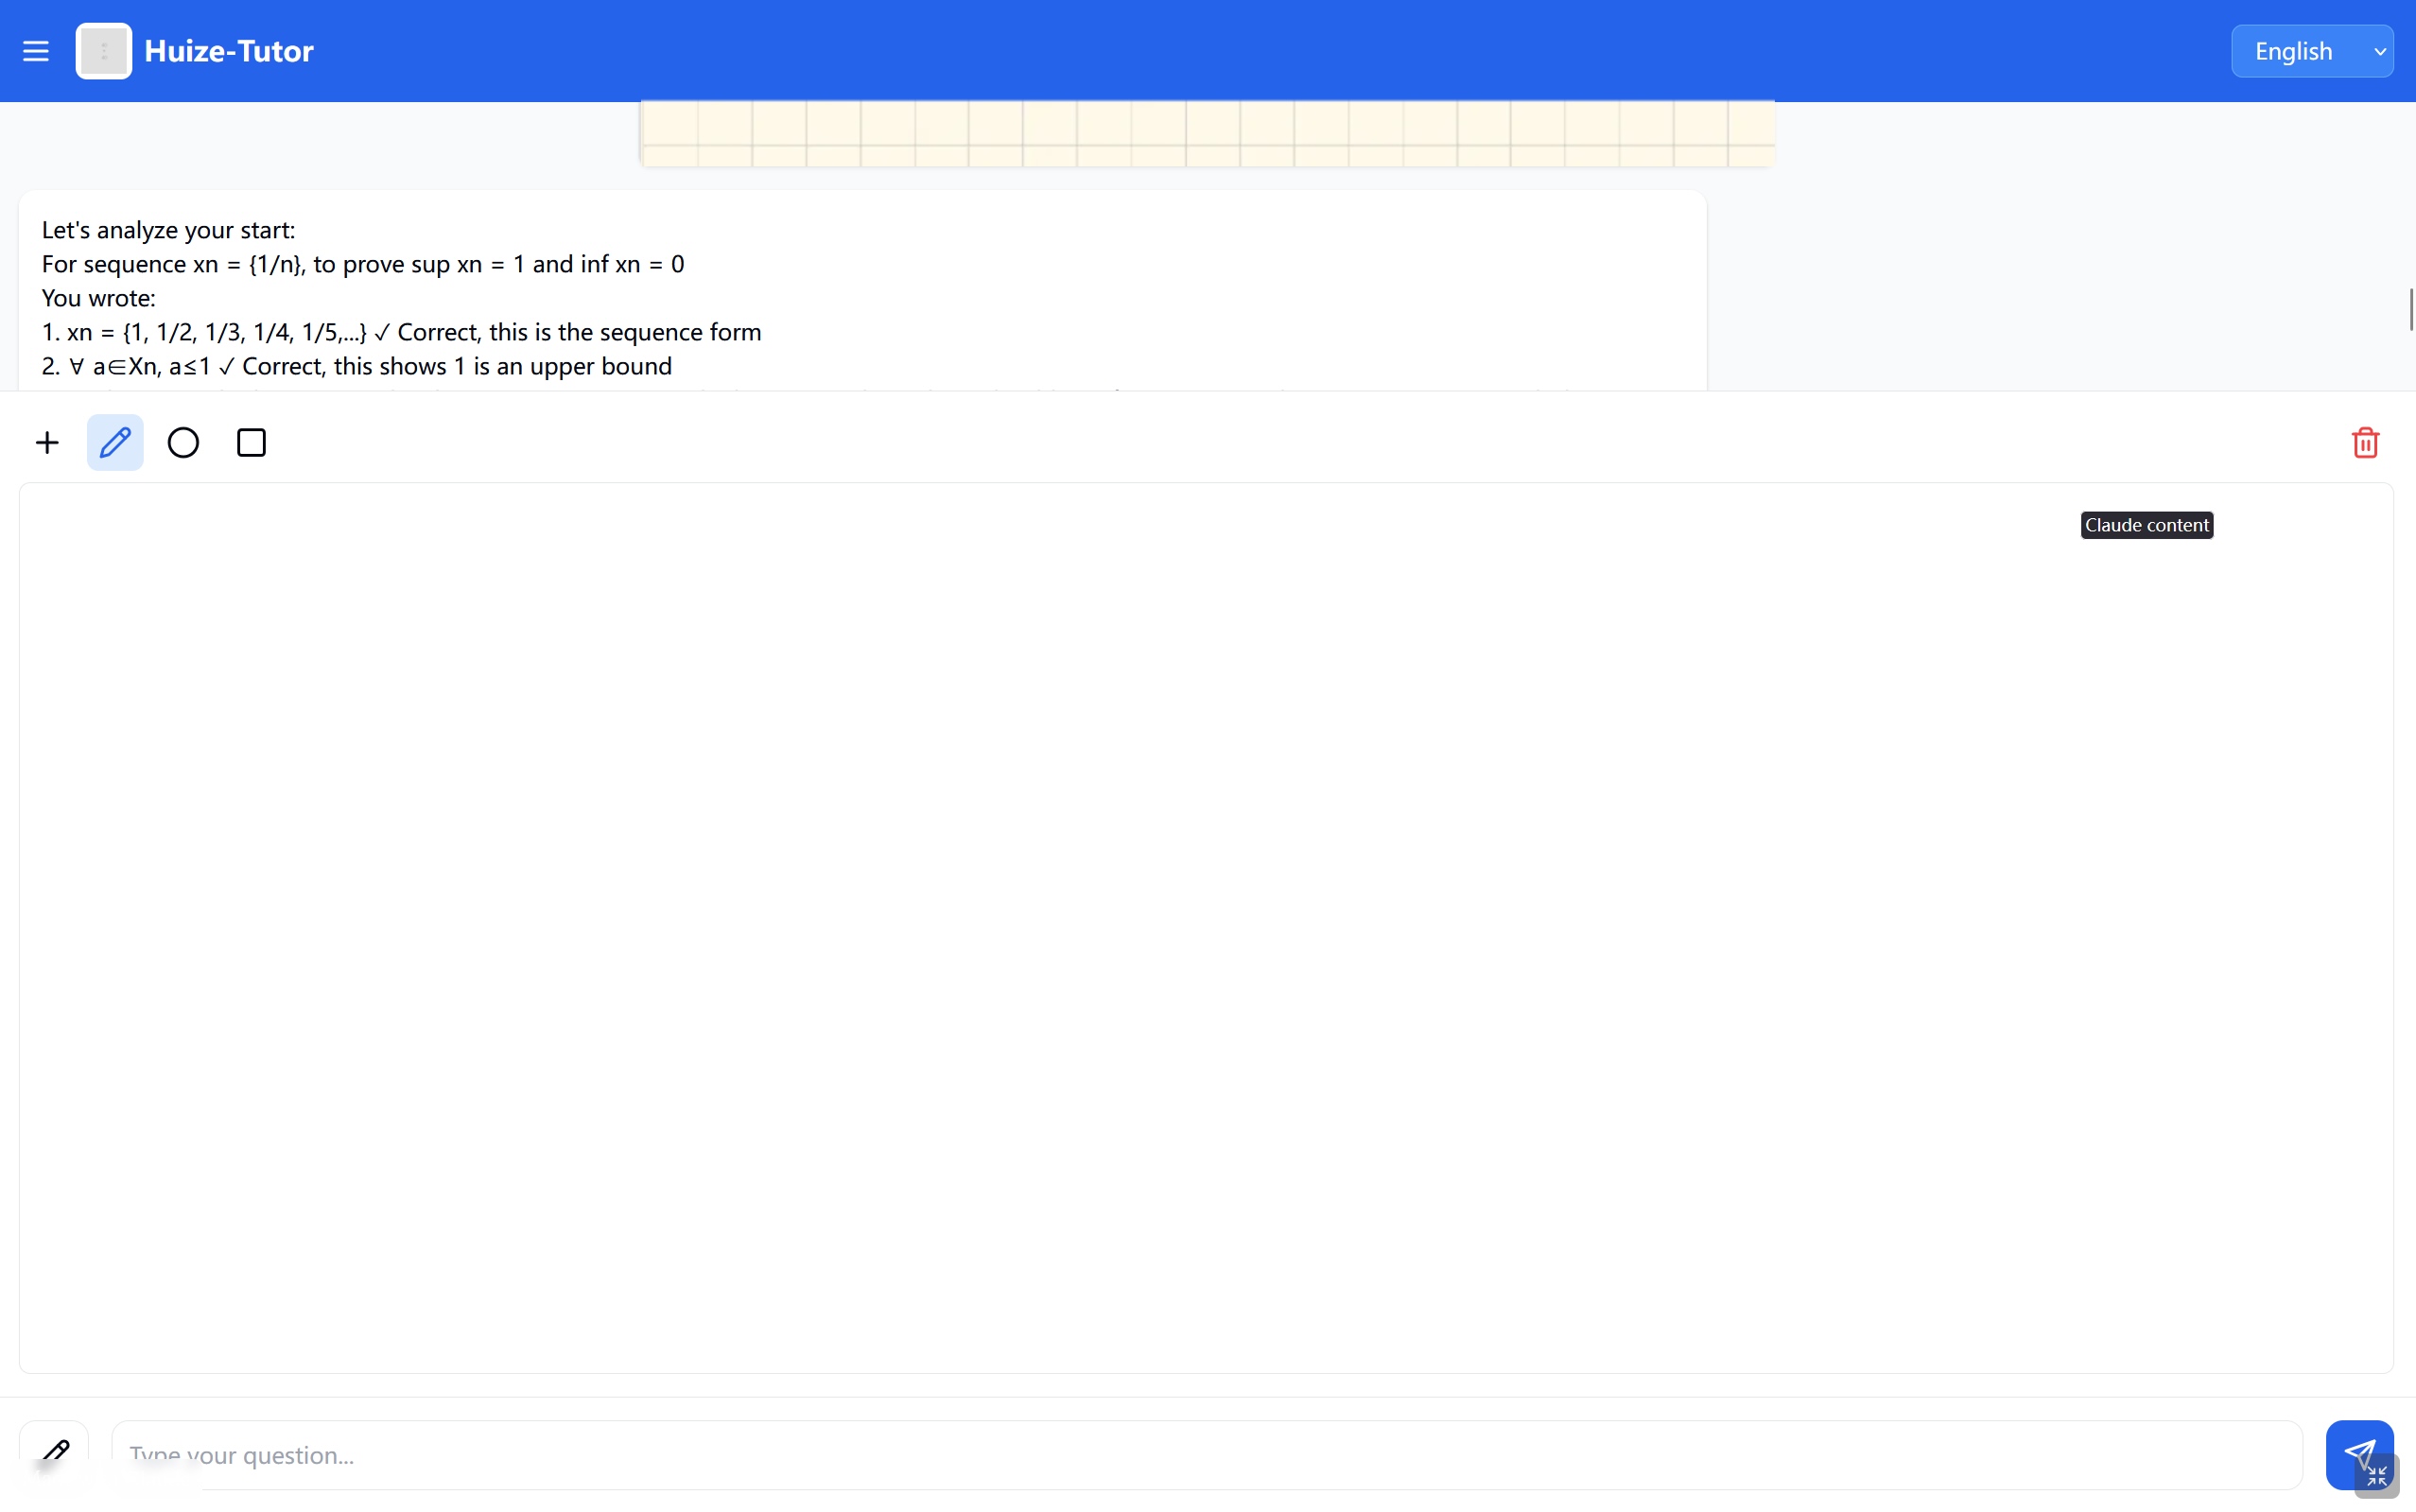 Huize-Tutor
English
Let's analyze your start:
For sequence xn = {1/n}, to prove sup xn = 1 and inf xn = 0
You wrote:
1. xn = {1, 1/2, 1/3, 1/4, 1/5,...} ✓ Correct, this is the sequence form
2. ∀ a∈Xn, a≤1 ✓ Correct, this shows 1 is an upper bound
Claude content
Type your question...